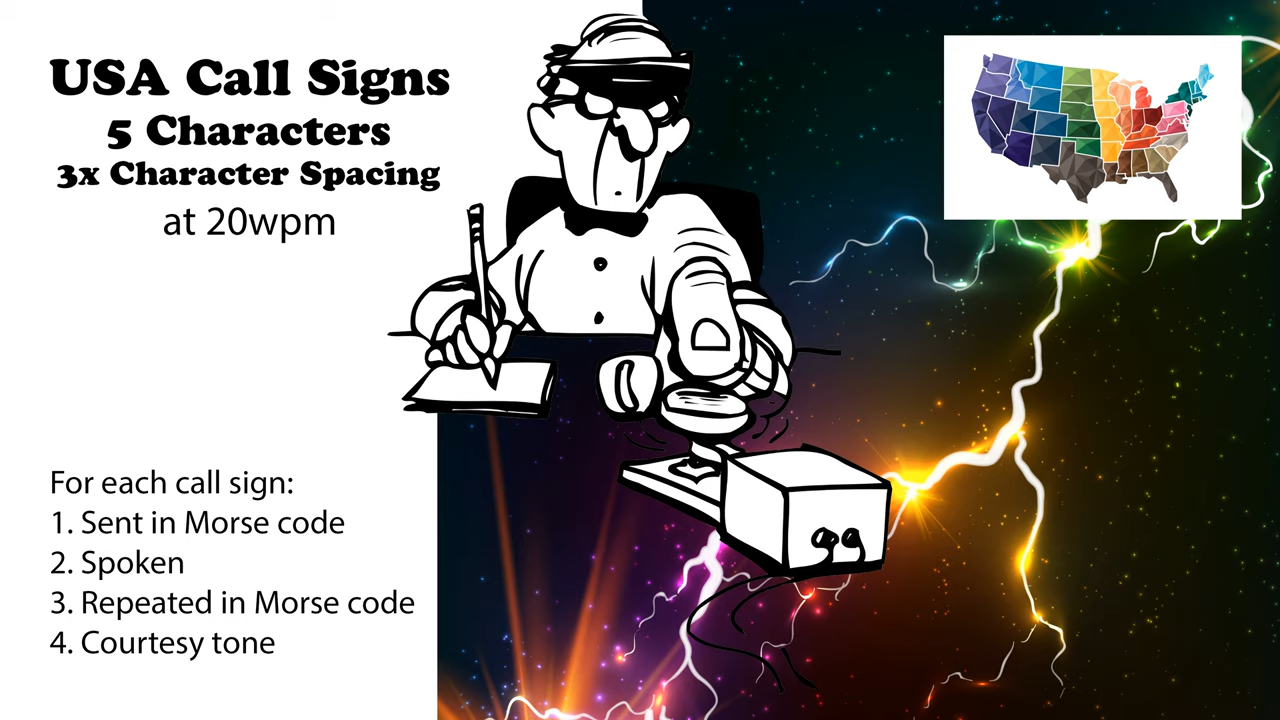 USA Call Signs
5 Characters
3x Character Spacing
at 20wpm
For each call sign:
1. Sent in Morse code
2. Spoken
3. Repeated in Morse code
4. Courtesy tone